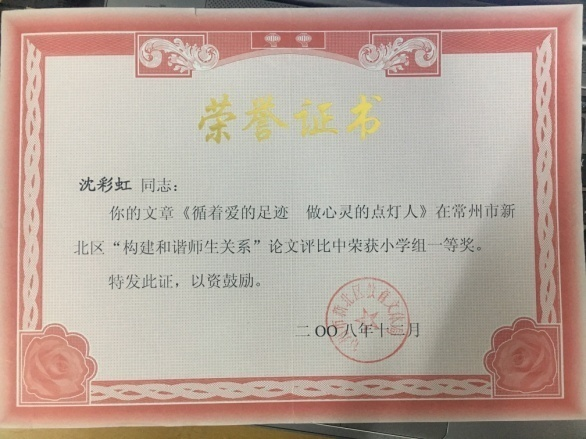 荣誉证书
沈彩虹 同志：
你的文章《循着爱的足迹　做心灵的点灯人》在常州市新
北区“构建和谐师生关系”论文评比中荣获小学组一等奖。
特发此证，以资鼓励。
二OO八年十二月